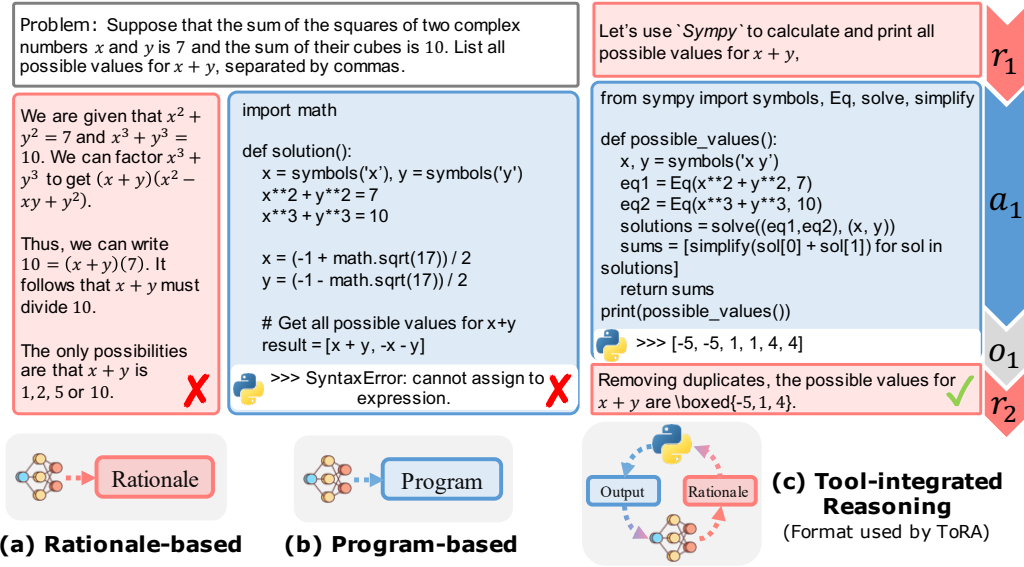 Problem: Suppose that the sum of the squares of two complex
numbers x and y is 7 and the sum of their cubes is 10. List all
possible values for x + y, separated by commas.
We are given that x² +
y² = 7 and x³ + y³ =
10. We can factor x³ +
y³ to get (x + y)(x² −
xy + y²).
Thus, we can write
10 = (x + y)(7). It
follows that x + y must
divide 10.
The only possibilities
are that x + y is
1, 2, 5 or 10.
import math
def solution():
x = symbols('x'), y = symbols('y')
x**2 + y**2 = 7
x**3 + y**3 = 10
x = (-1 + math.sqrt(17)) / 2
y = (-1 - math.sqrt(17)) / 2
# Get all possible values for x+y
result = [x + y, -x - y]
>>> SyntaxError: cannot assign to
expression.
Let's use `Sympy` to calculate and print all
possible values for x + y,
from sympy import symbols, Eq, solve, simplify
def possible_values():
x, y = symbols('x y')
eq1 = Eq(x**2 + y**2, 7)
eq2 = Eq(x**3 + y**3, 10)
solutions = solve((eq1,eq2), (x, y))
sums = [simplify(sol[0] + sol[1]) for sol in
solutions]
return sums
print(possible_values())
>>> [-5, -5, 1, 1, 4, 4]
Removing duplicates, the possible values for
x + y are \boxed{-5, 1, 4}.
r₁
a₁
o₁
r₂
Rationale
(a) Rationale-based
Program
(b) Program-based
Output
Rationale
(c) Tool-integrated
Reasoning
(Format used by ToRA)